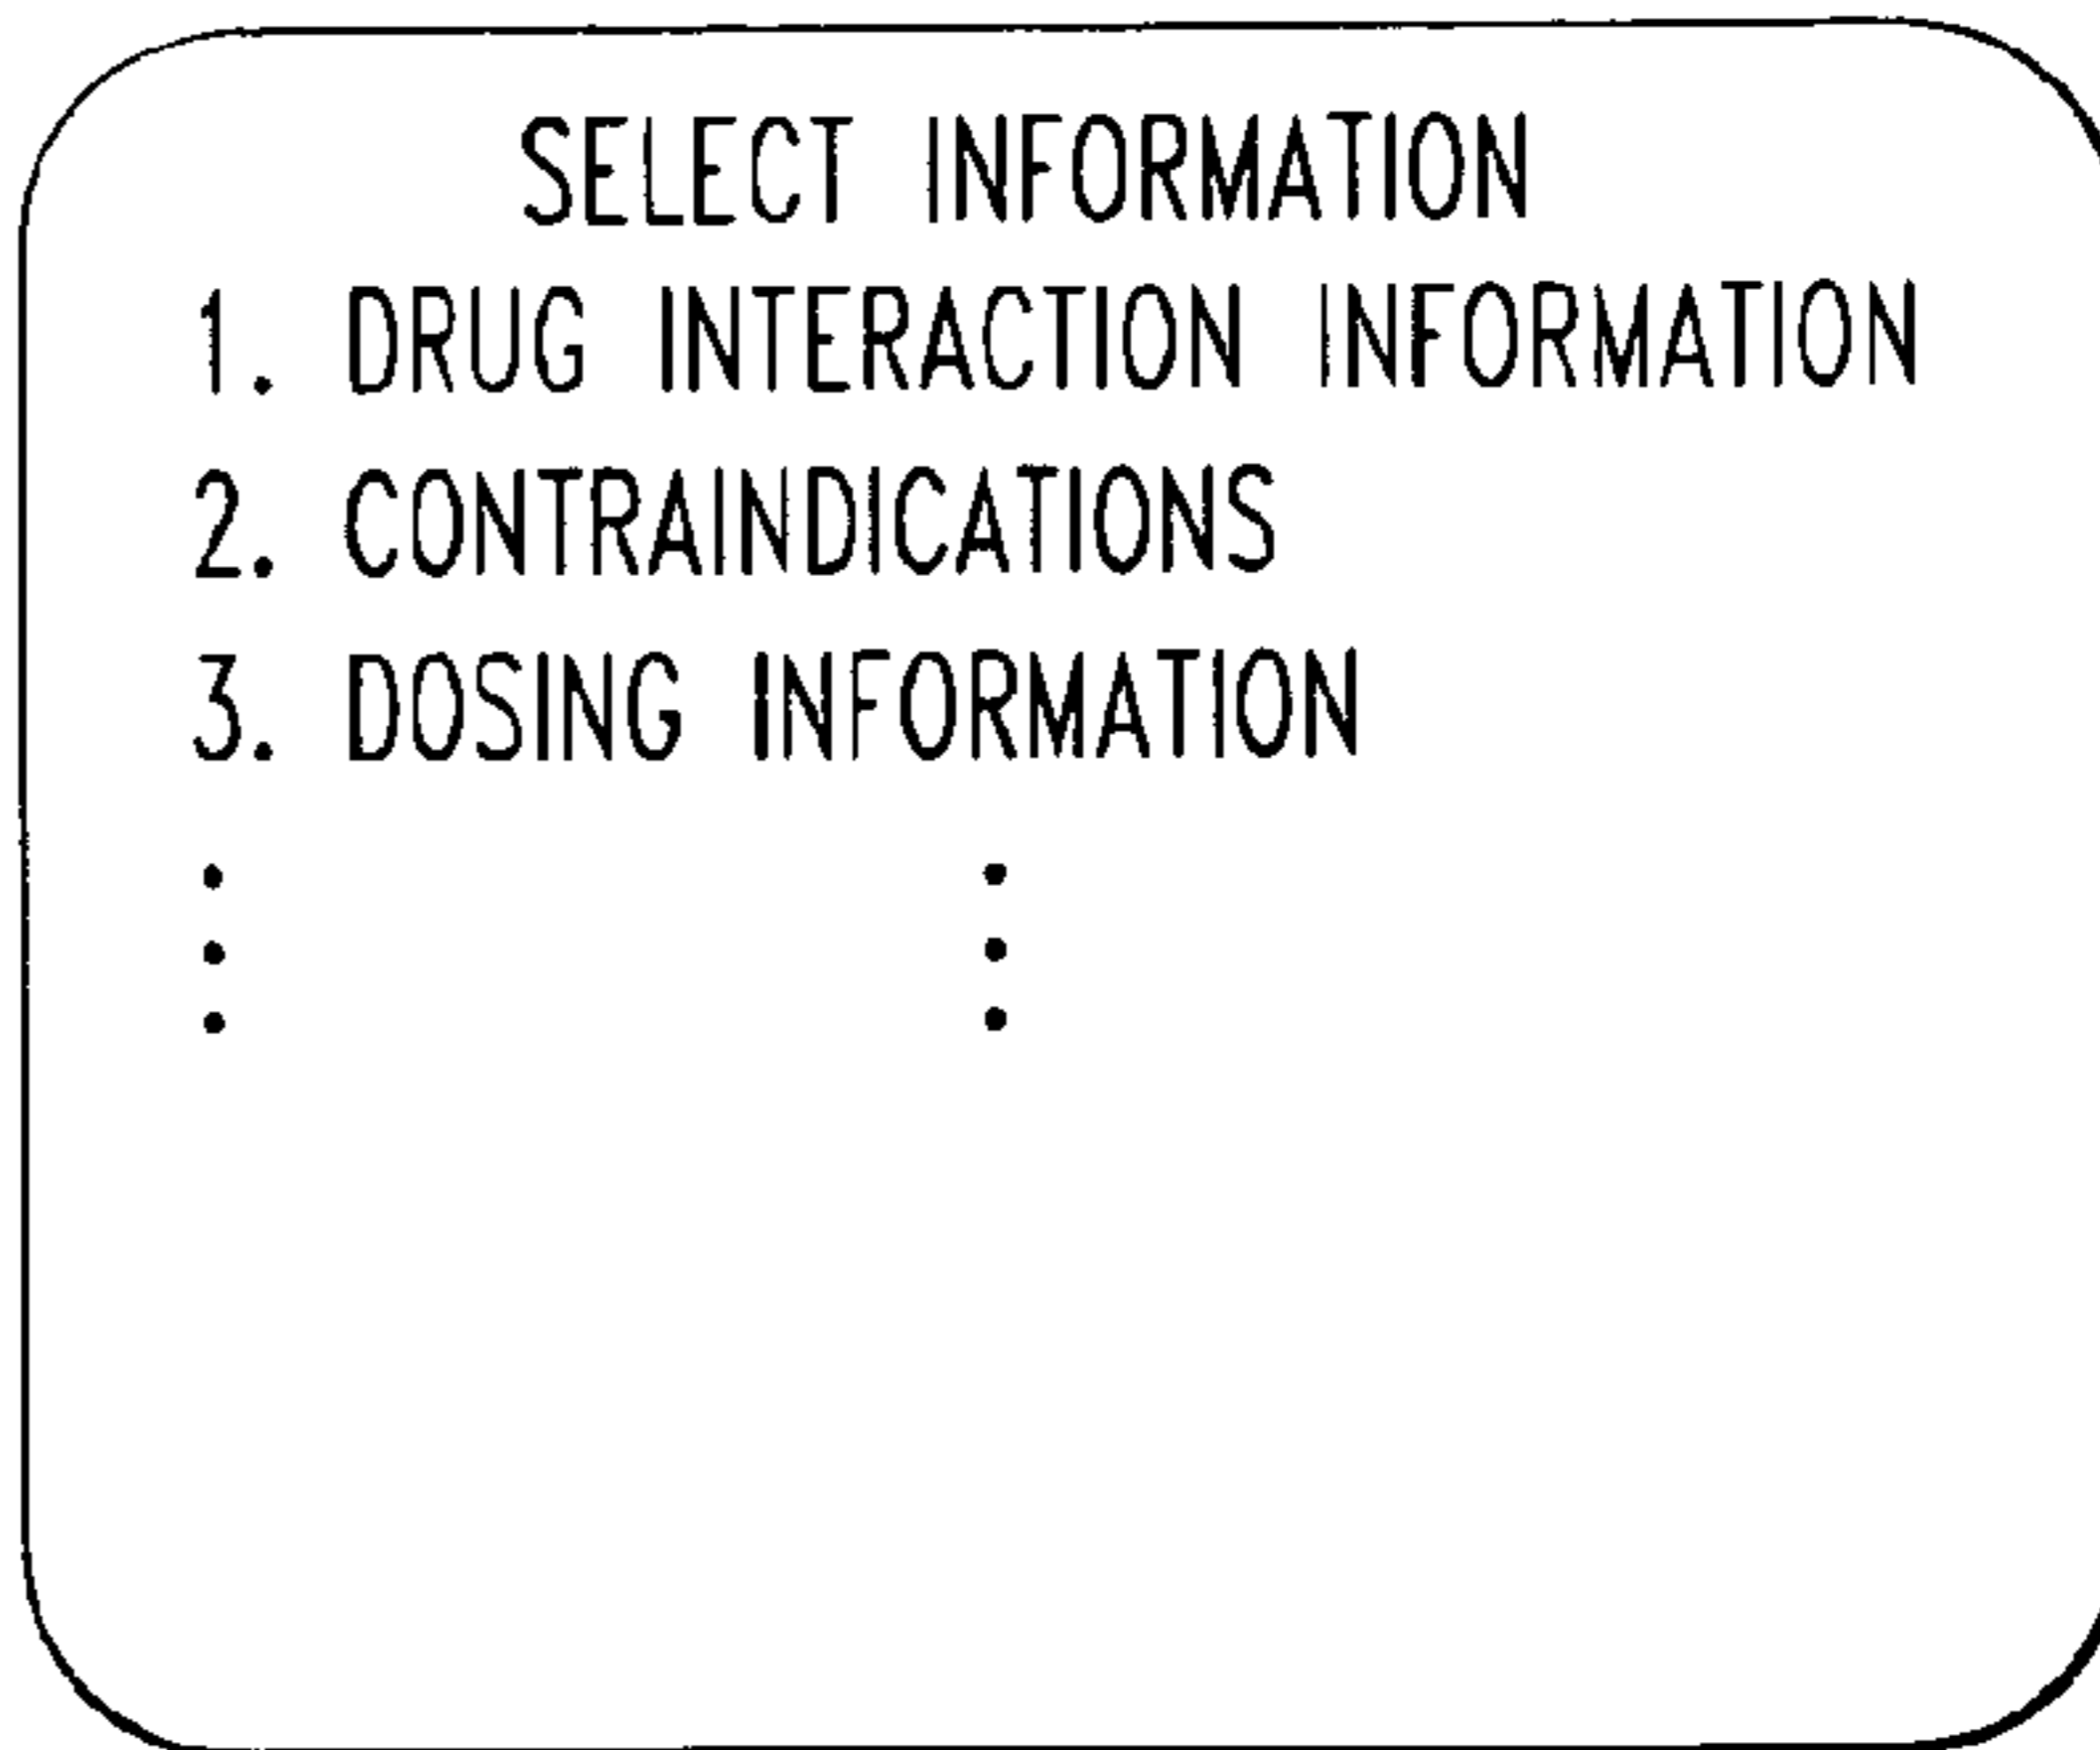 SELECT INFORMATION
1. DRUG INTERACTION INFORMATION
2. CONTRAINDICATIONS
3. DOSING INFORMATION